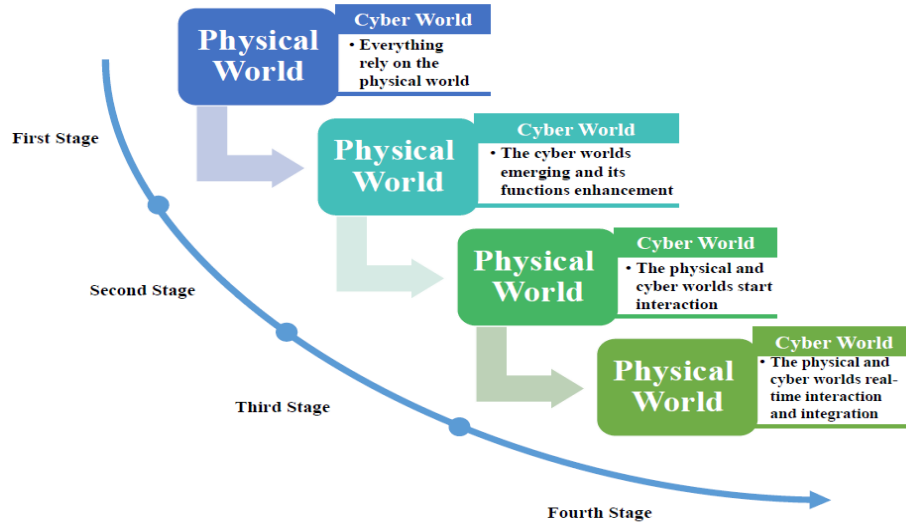 Physical
World
Cyber World
• Everything
rely on the
physical world
First Stage
Physical
World
Cyber World
• The cyber worlds
emerging and its
functions enhancement
Second Stage
Physical
World
Cyber World
• The physical and
cyber worlds start
interaction
Third Stage
Physical
World
Cyber World
• The physical and
cyber worlds real-
time interaction
and integration
Fourth Stage